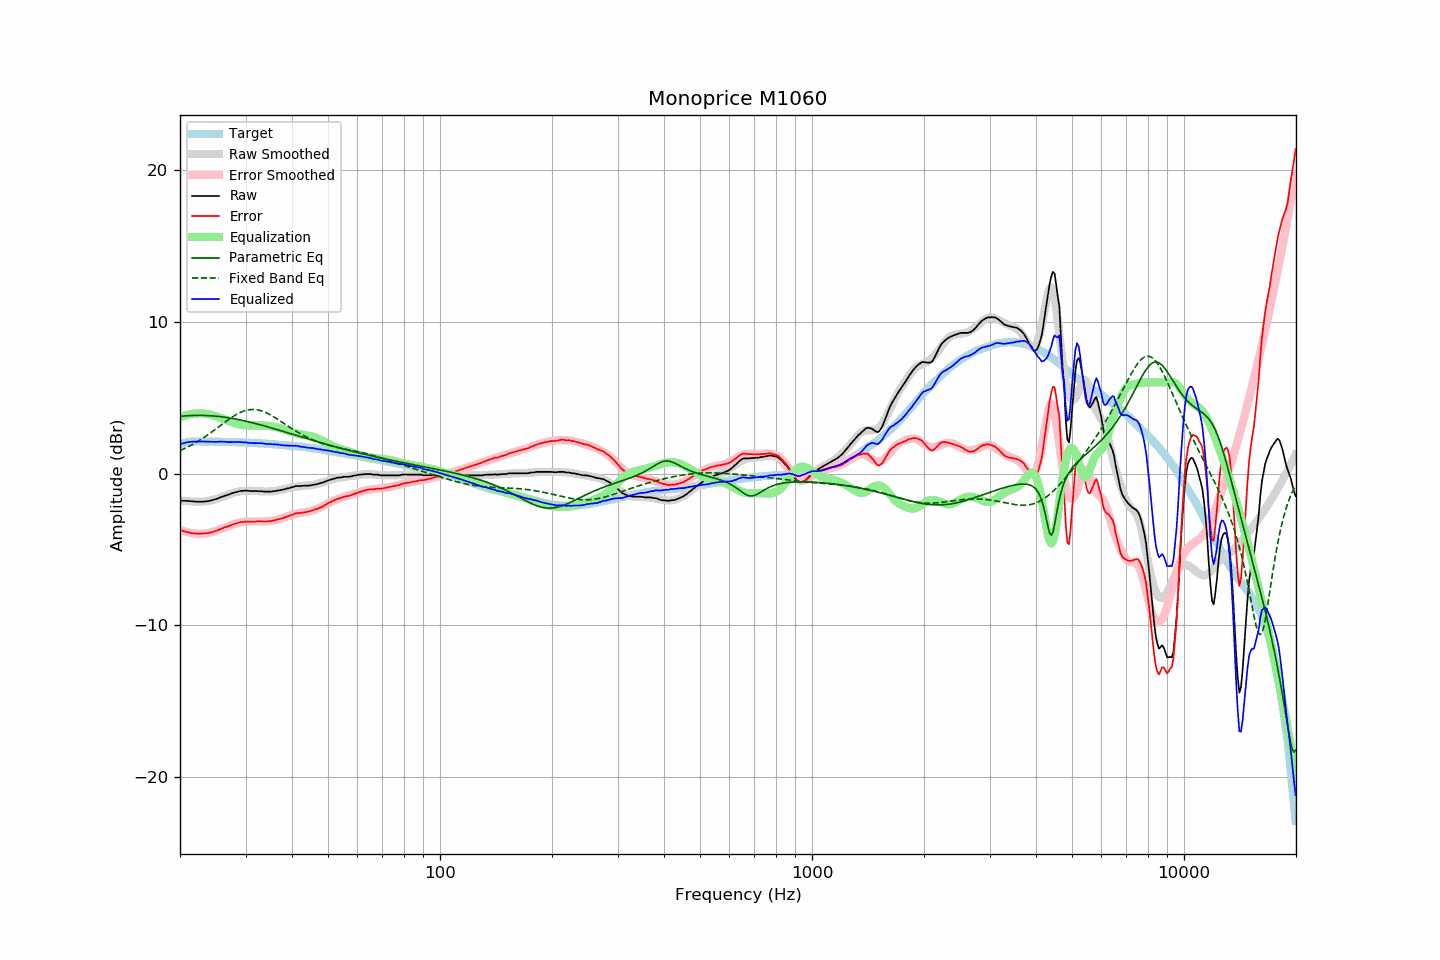 Monoprice M1060
Target
Raw Smoothed
Error Smoothed
Raw
Error
Equalization
Parametric Eq
Fixed Band Eq
Equalized
20
10
0
−10
−20
Amplitude (dBr)
100
1000
10000
Frequency (Hz)